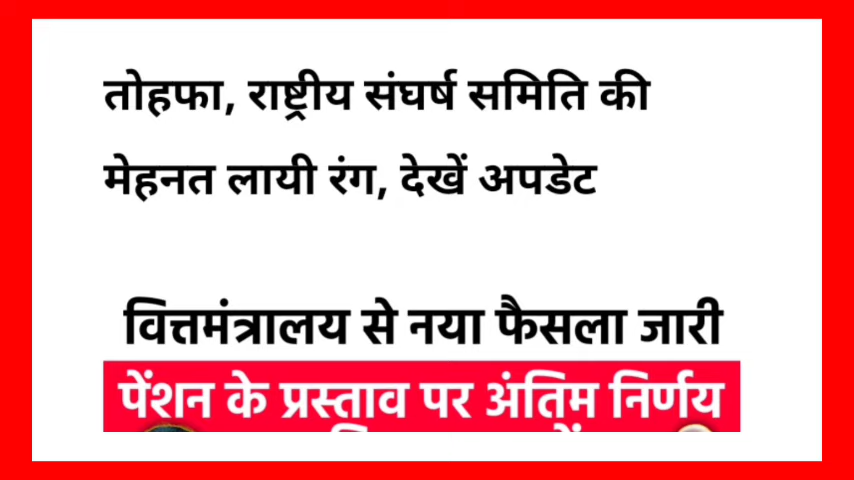 तोहफा, राष्ट्रीय संघर्ष समिति की
मेहनत लायी रंग, देखें अपडेट
वित्तमंत्रालय से नया फैसला जारी
पेंशन के प्रस्ताव पर अंतिम निर्णय